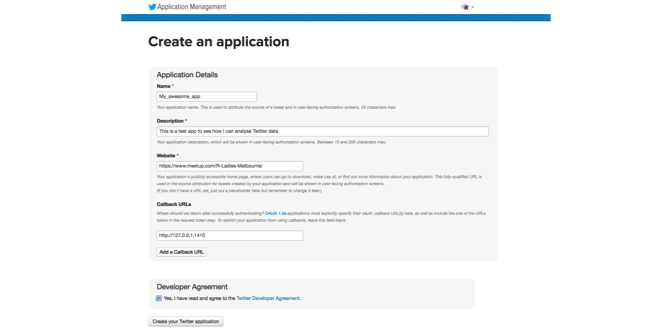 Application Management
Create an application
Application Details
Name *
My_awesome_app
Your application name. This is used to attribute the source of a tweet and in user-facing authorization screens. 32 characters max.
Description *
This is a test app to see how I can analyse Twitter data
Your application description, which will be shown in user-facing authorization screens. Between 10 and 200 characters max.
Website *
https://www.meetup.com/R-Ladies-Melbourne/
Your application's publicly accessible home page, where users can go to download, make use of, or find out more information about your application. This fully-qualified URL is
used in the source attribution for tweets created by your application and will be shown in user-facing authorization screens.
(If you don't have a URL yet, just put a placeholder here but remember to change it later.)
Callback URLs
Where should we return after successfully authenticating? OAuth 1.0a applications must explicitly specify their oauth_callback URL(s) here, as well as include the one of the URLs
below in the request token step. To restrict your application from using callbacks, leave this field blank.
http://127.0.0.1:1410
Add a Callback URL
Developer Agreement
Yes, I have read and agree to the Twitter Developer Agreement.
Create your Twitter application